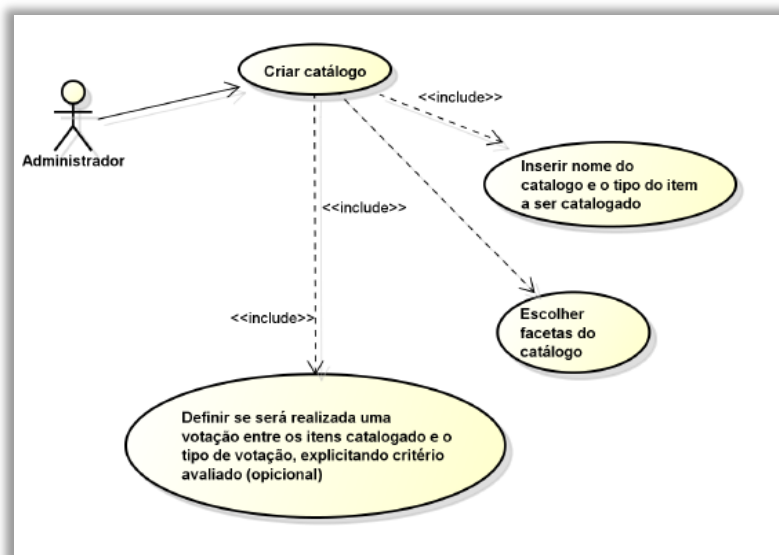 Criar catálogo
<<include>>
Administrador
Inserir nome do
catalogo e o tipo do item
a ser catalogado
<<include>>
Escolher
facetas do
catálogo
<<include>>
Definir se será realizada uma
votação entre os itens catalogado e o
tipo de votação, explicitando critério
avaliado (opicional)